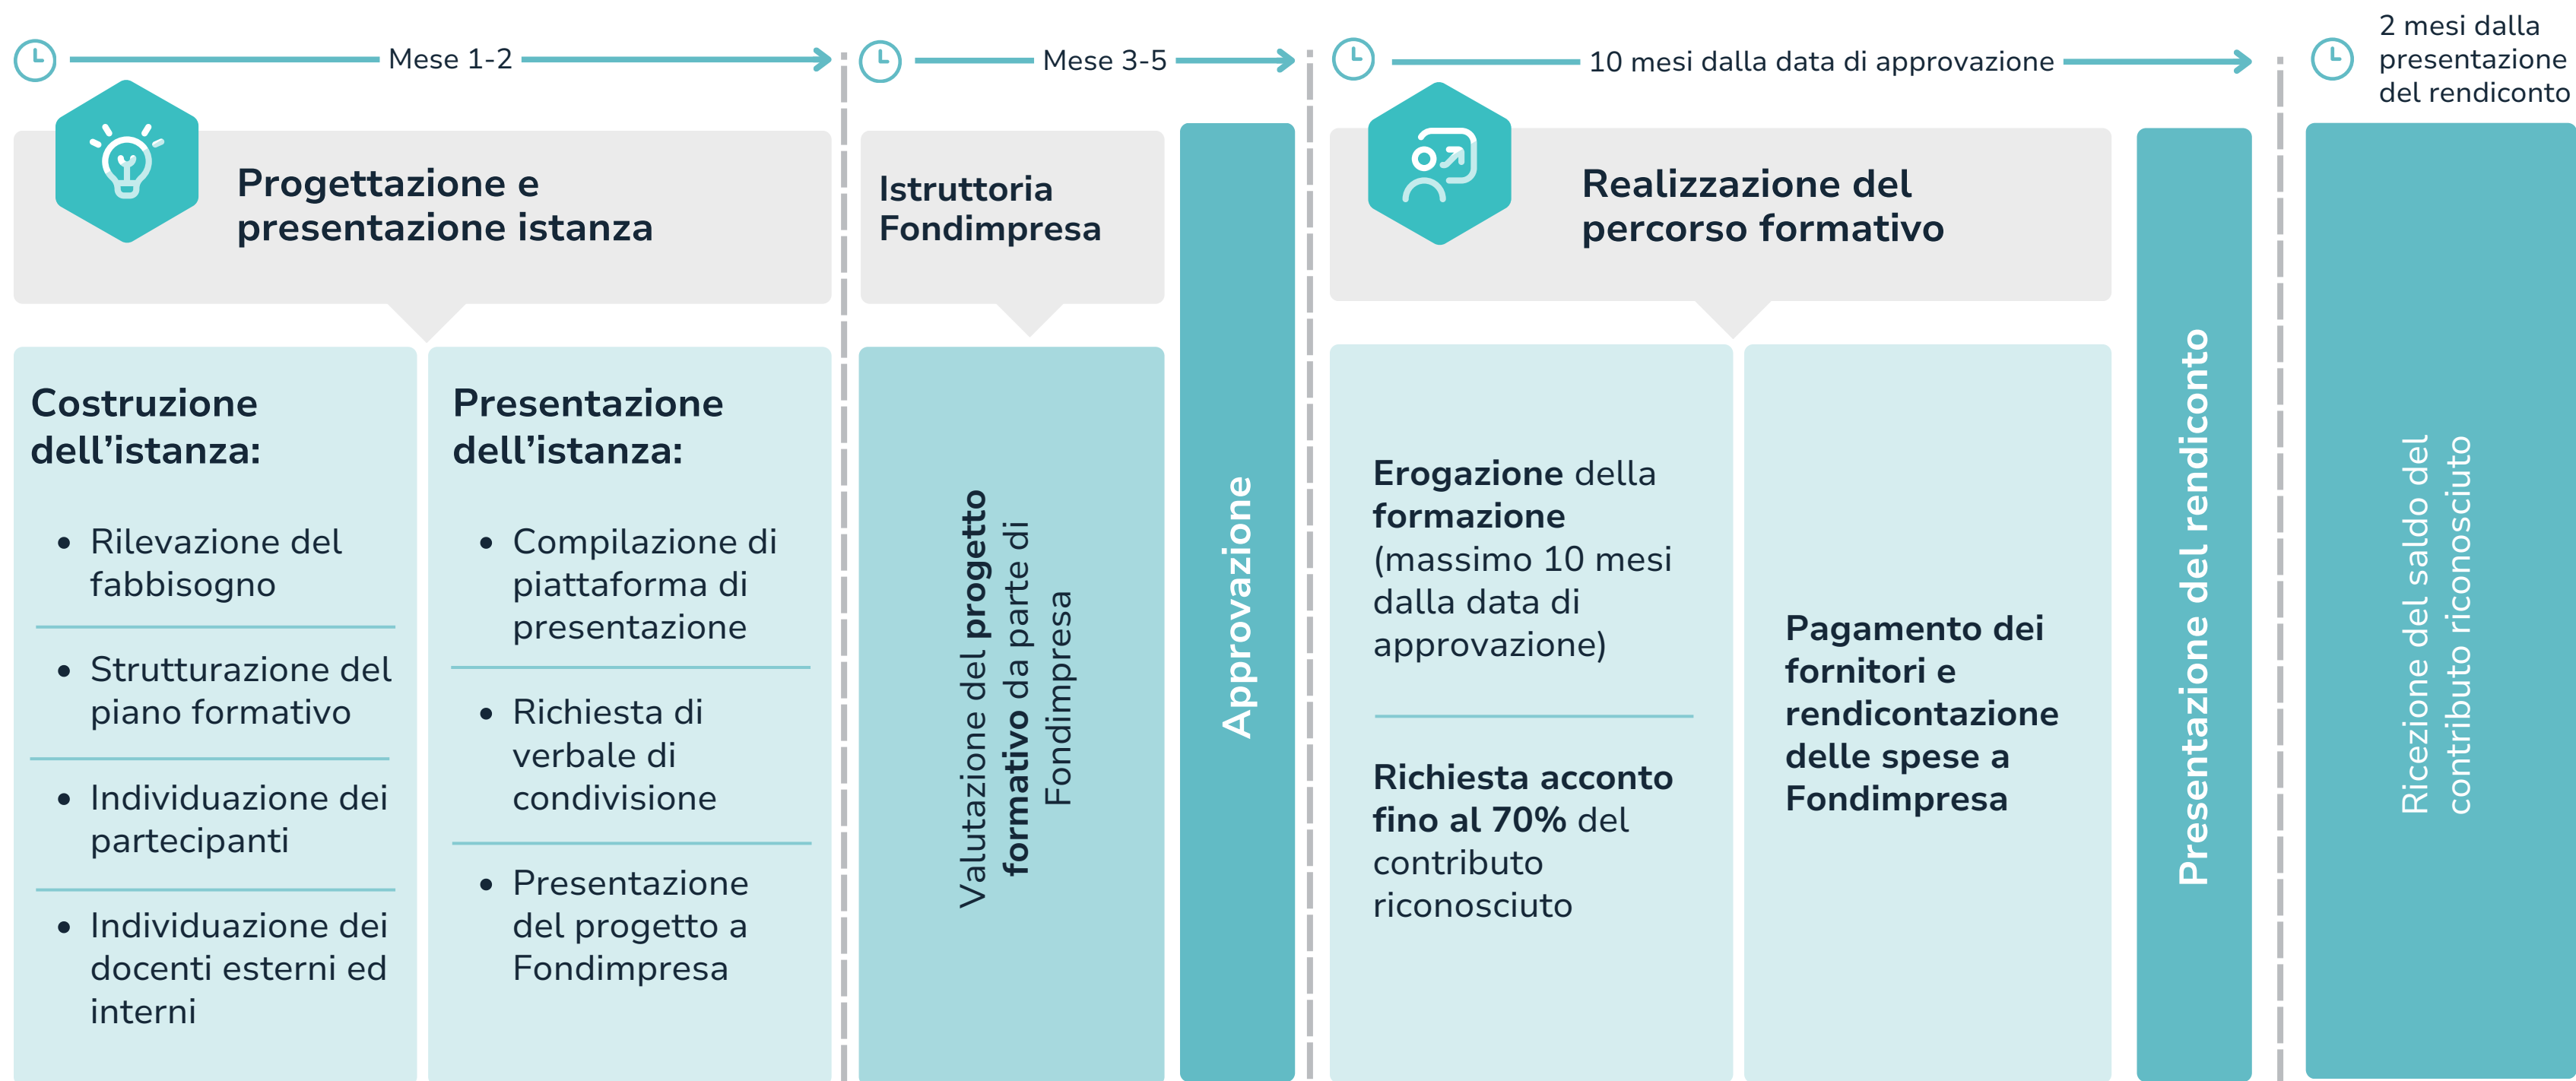 Mese 1-2
Progettazione e
presentazione istanza
Costruzione
dell’istanza:
• Rilevazione del
fabbisogno
• Strutturazione del
piano formativo
• Individuazione dei
partecipanti
• Individuazione dei
docenti esterni ed
interni
Presentazione
dell’istanza:
• Compilazione di
piattaforma di
presentazione
• Richiesta di
verbale di
condivisione
• Presentazione
del progetto a
Fondimpresa
Mese 3-5
Istruttoria
Fondimpresa
Valutazione del progetto
formativo da parte di
Fondimpresa
Approvazione
10 mesi dalla data di approvazione
Realizzazione del
percorso formativo
Erogazione della
formazione
(massimo 10 mesi
dalla data di
approvazione)
Richiesta acconto
fino al 70% del
contributo
riconosciuto
Pagamento dei
fornitori e
rendicontazione
delle spese a
Fondimpresa
Presentazione del rendiconto
2 mesi dalla
presentazione
del rendiconto
Ricezione del saldo del
contributo riconosciuto